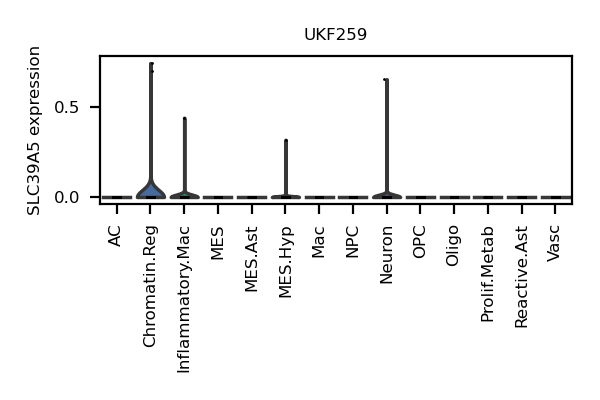 UKF259
SLC39A5 expression
0.5
0.0
AC
Chromatin.Reg
Inflammatory.Mac
MES
MES.Ast
MES.Hyp
Mac
NPC
Neuron
OPC
Oligo
Prolif.Metab
Reactive.Ast
Vasc